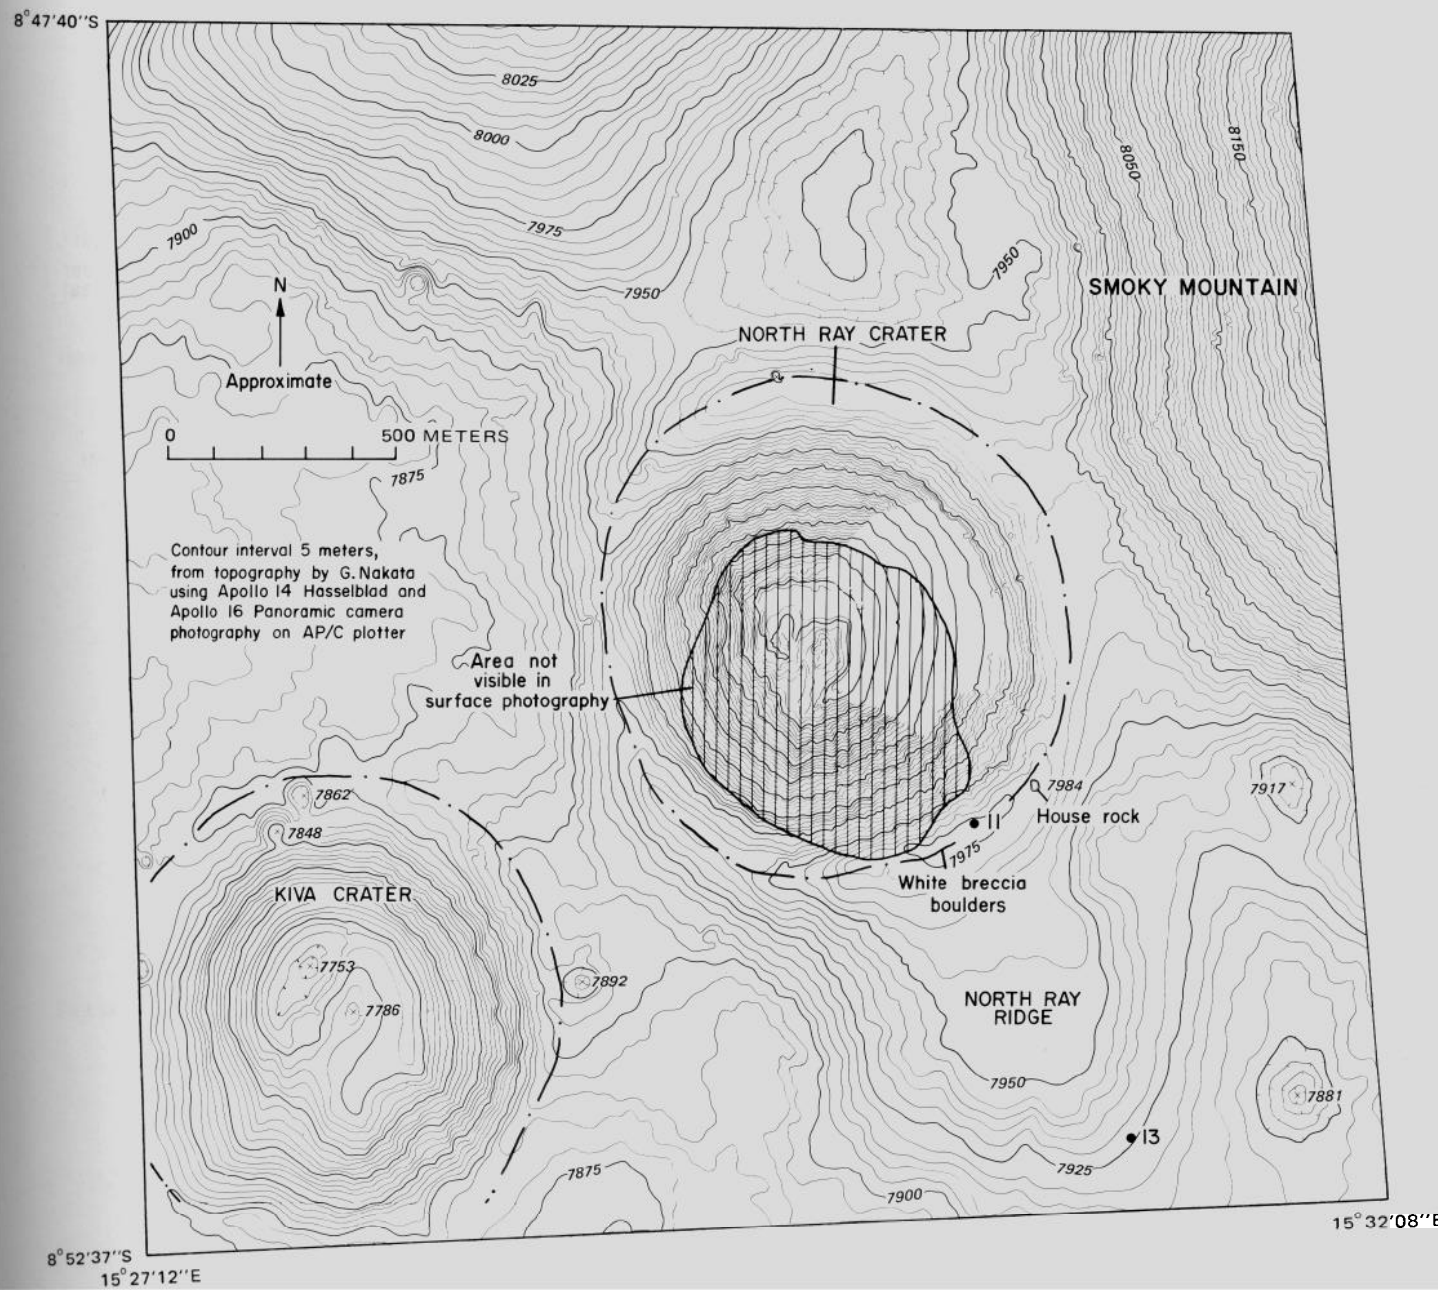 8°47'40"S
8025
8000
8050
8150
7975
7900
7950
7950
N
SMOKY MOUNTAIN
NORTH RAY CRATER
Approximate
0 500 METERS
7875
Contour interval 5 meters,
from topography by G. Nakata
using Apollo 14 Hasselblad and
Apollo 16 Panoramic camera
photography on AP/C plotter
Area not
visible in
surface photography
7862
7984
7917
House rock
11
7848
7975
KIVA CRATER
White breccia
boulders
7753
7892
7786
NORTH RAY
RIDGE
7950
7881
13
7875
7925
7900
15°32'08"E
8°52'37"S
15°27'12"E